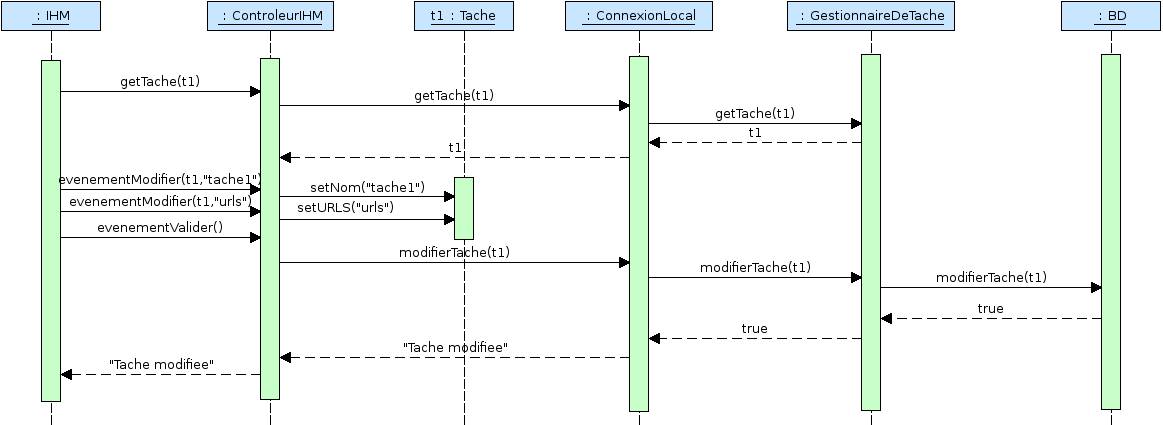 : IHM
: ControleurIHM
t1 : Tache
: ConnexionLocal
: GestionnaireDeTache
: BD
getTache(t1)
getTache(t1)
getTache(t1)
t1
t1
evenementModifier(t1,"tache1")
setNom("tache1")
evenementModifier(t1,"urls")
setURLS("urls")
evenementValider()
modifierTache(t1)
modifierTache(t1)
modifierTache(t1)
true
true
"Tache modifiee"
"Tache modifiee"